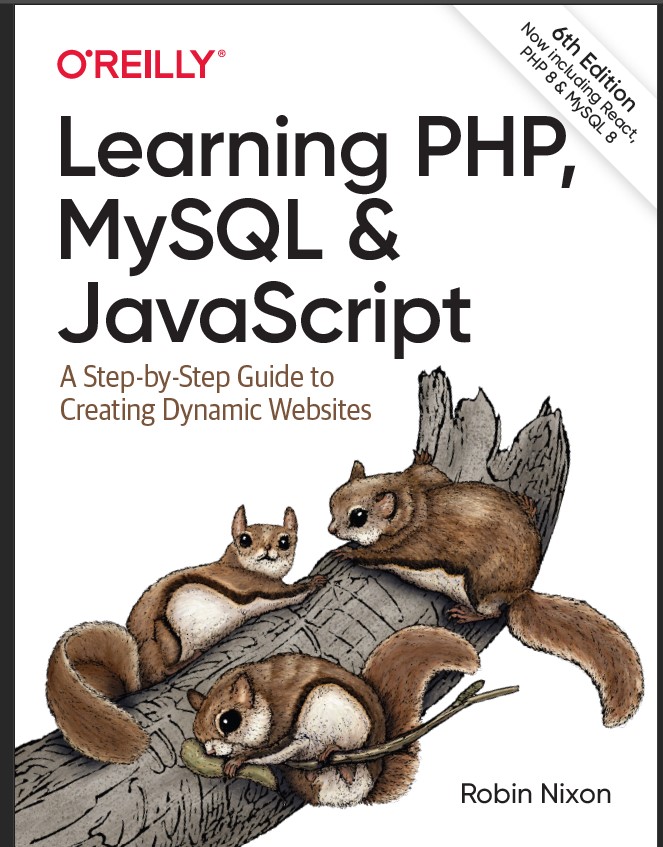 O'REILLY®
6th Edition
Now including React,
PHP 8 & MySQL 8
Learning PHP,
MySQL &
JavaScript
A Step-by-Step Guide to
Creating Dynamic Websites
Robin Nixon